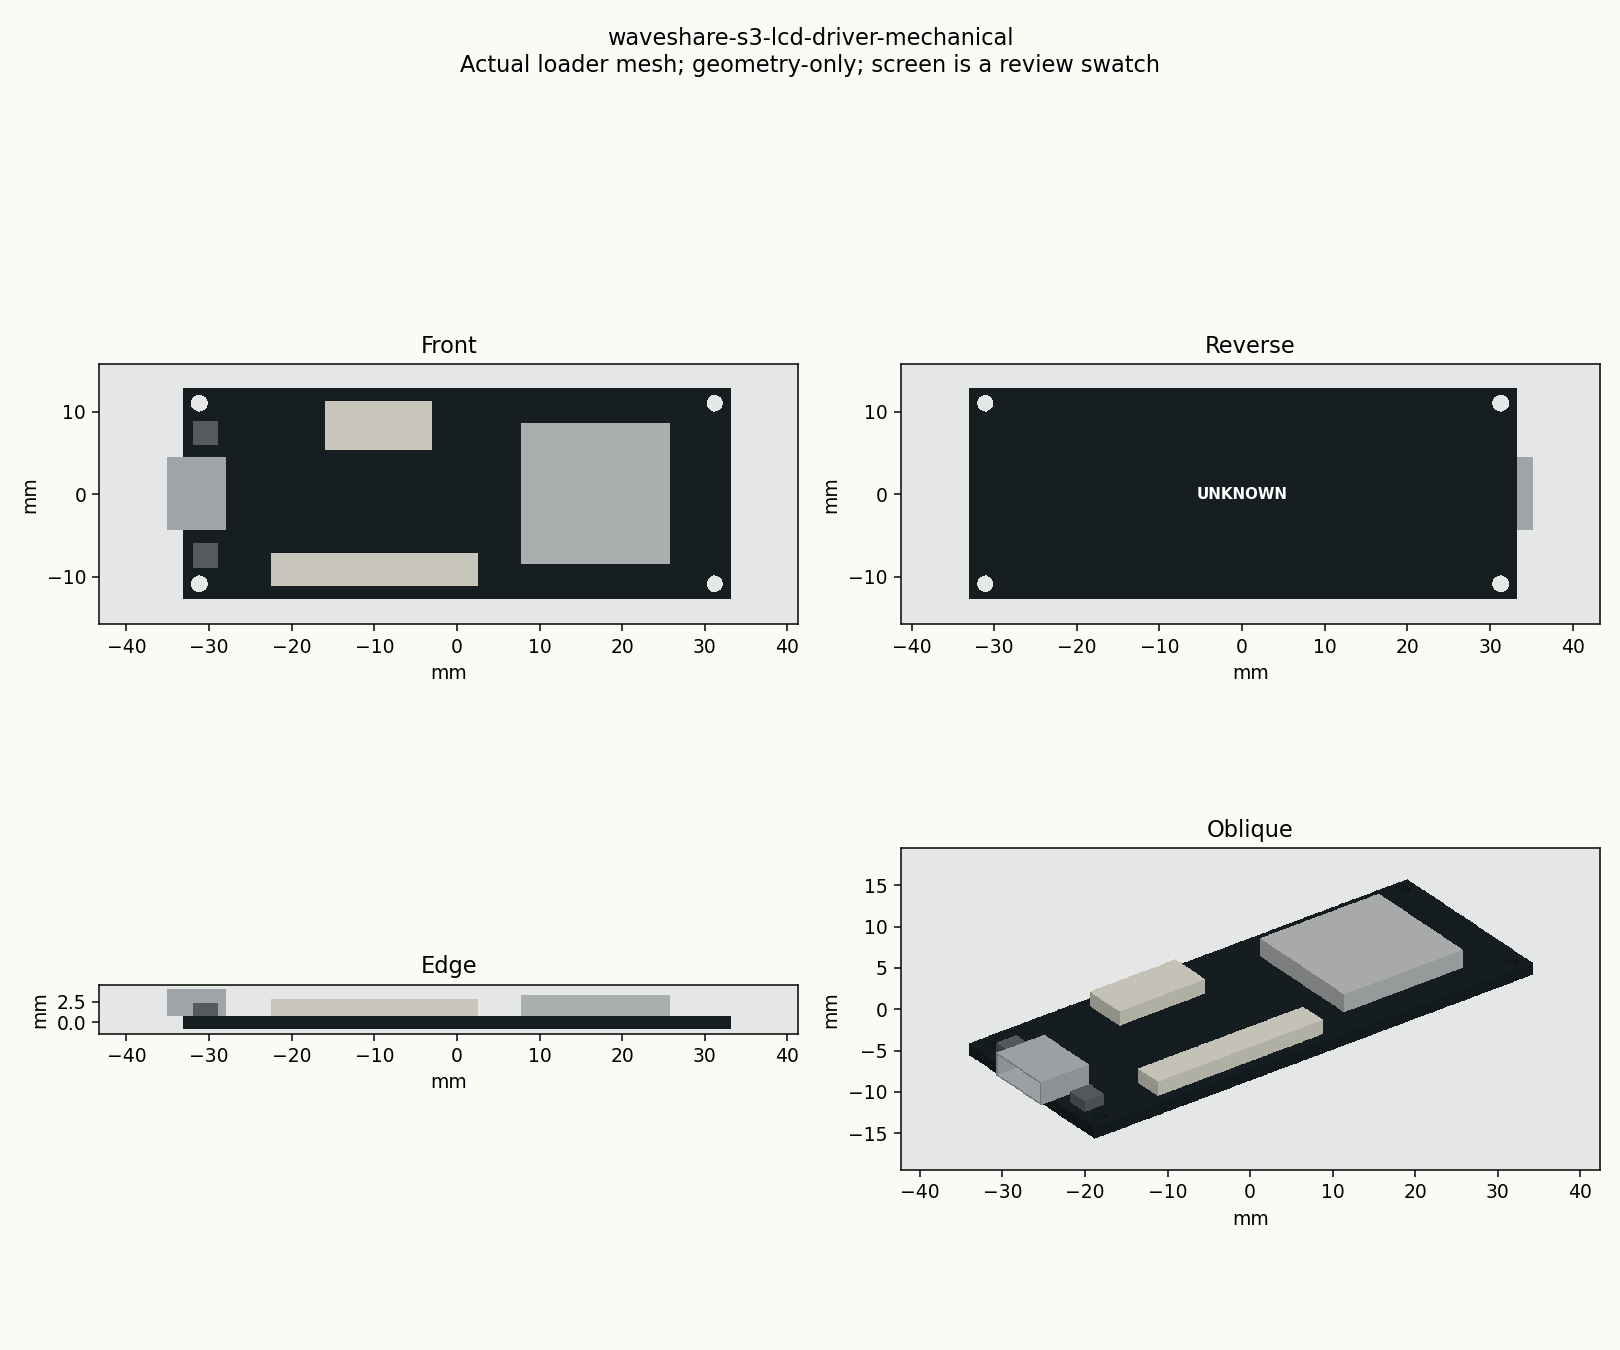 waveshare-s3-lcd-driver-mechanical
Actual loader mesh; geometry-only; screen is a review swatch
Front
10
0
−10
mm
−40 −30 −20 −10 0 10 20 30 40
mm
Reverse
10
0
−10
mm
UNKNOWN
−40 −30 −20 −10 0 10 20 30 40
mm
Edge
2.5
0.0
mm
−40 −30 −20 −10 0 10 20 30 40
mm
Oblique
15
10
5
0
−5
−10
−15
mm
−40 −30 −20 −10 0 10 20 30 40
mm